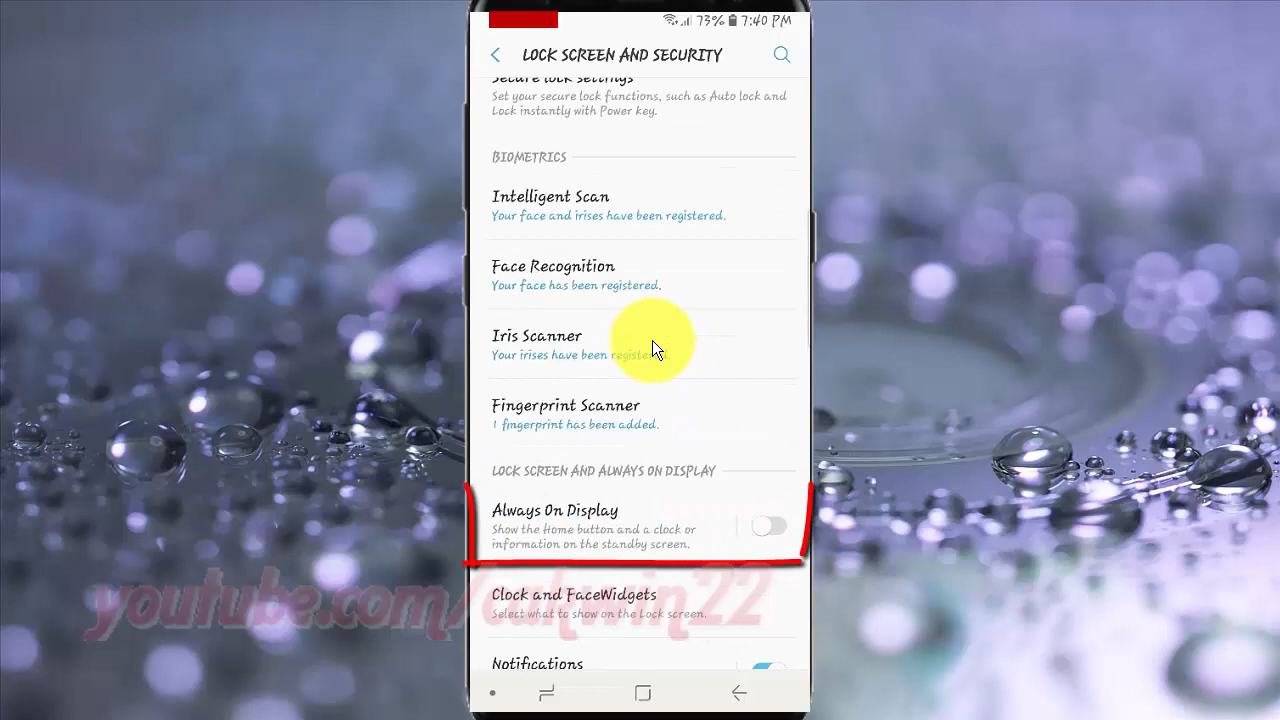 73% 7:40 PM
LOCK SCREEN AND SECURITY
Secure lock settings
Set your secure lock functions, such as Auto lock and
Lock instantly with Power key.
BIOMETRICS
Intelligent Scan
Your face and irises have been registered.
Face Recognition
Your face has been registered.
Iris Scanner
Your irises have been registered.
Fingerprint Scanner
1 fingerprint has been added.
LOCK SCREEN AND ALWAYS ON DISPLAY
Always On Display
Show the Home button and a clock or
information on the standby screen.
Clock and FaceWidgets
Select what to show on the Lock screen.
Notifications